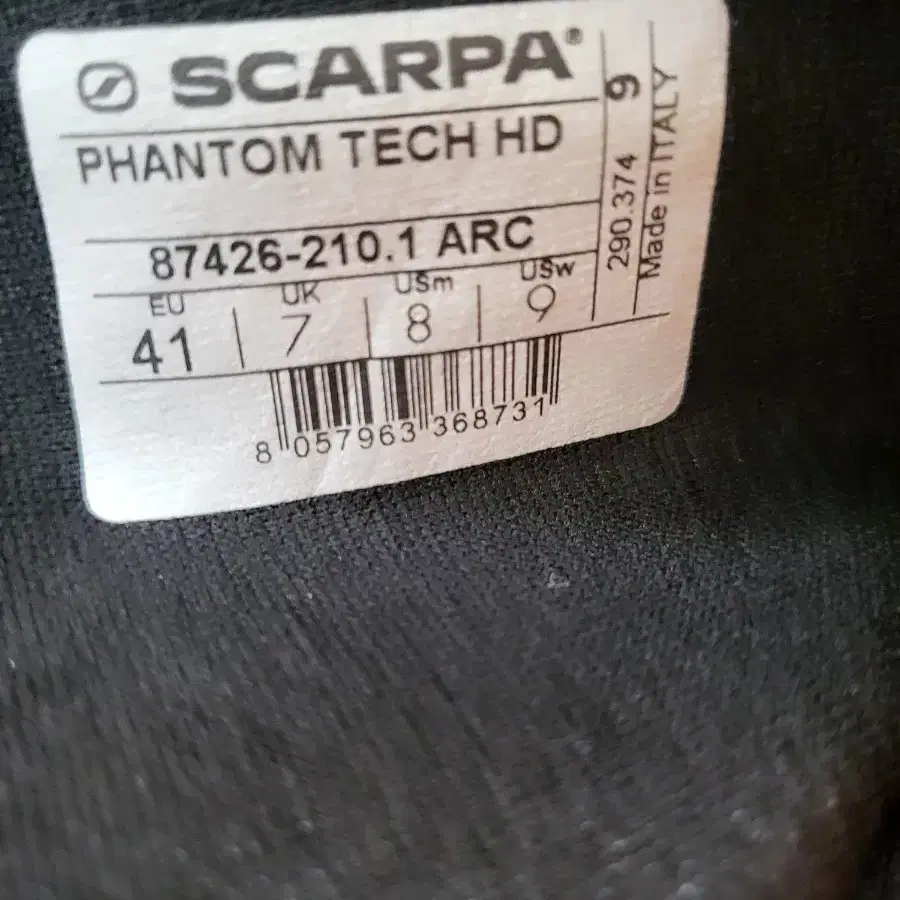 SCARPA®
PHANTOM TECH HD
87426-210.1 ARC
EU UK USm USw
41 7 8 9
8 057963 368731
290.374 9
Made in ITALY